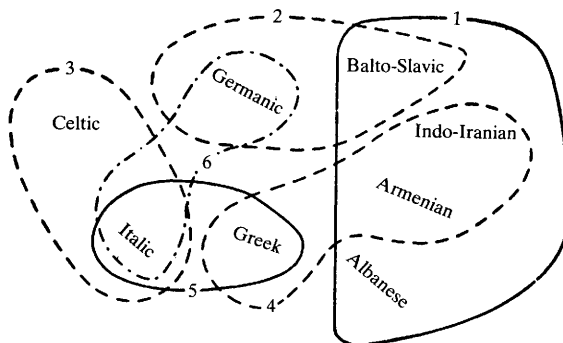 2
1
3
Balto-Slavic
Germanic
Celtic
Indo-Iranian
6
Armenian
Italic
Greek
Albanese
5
4